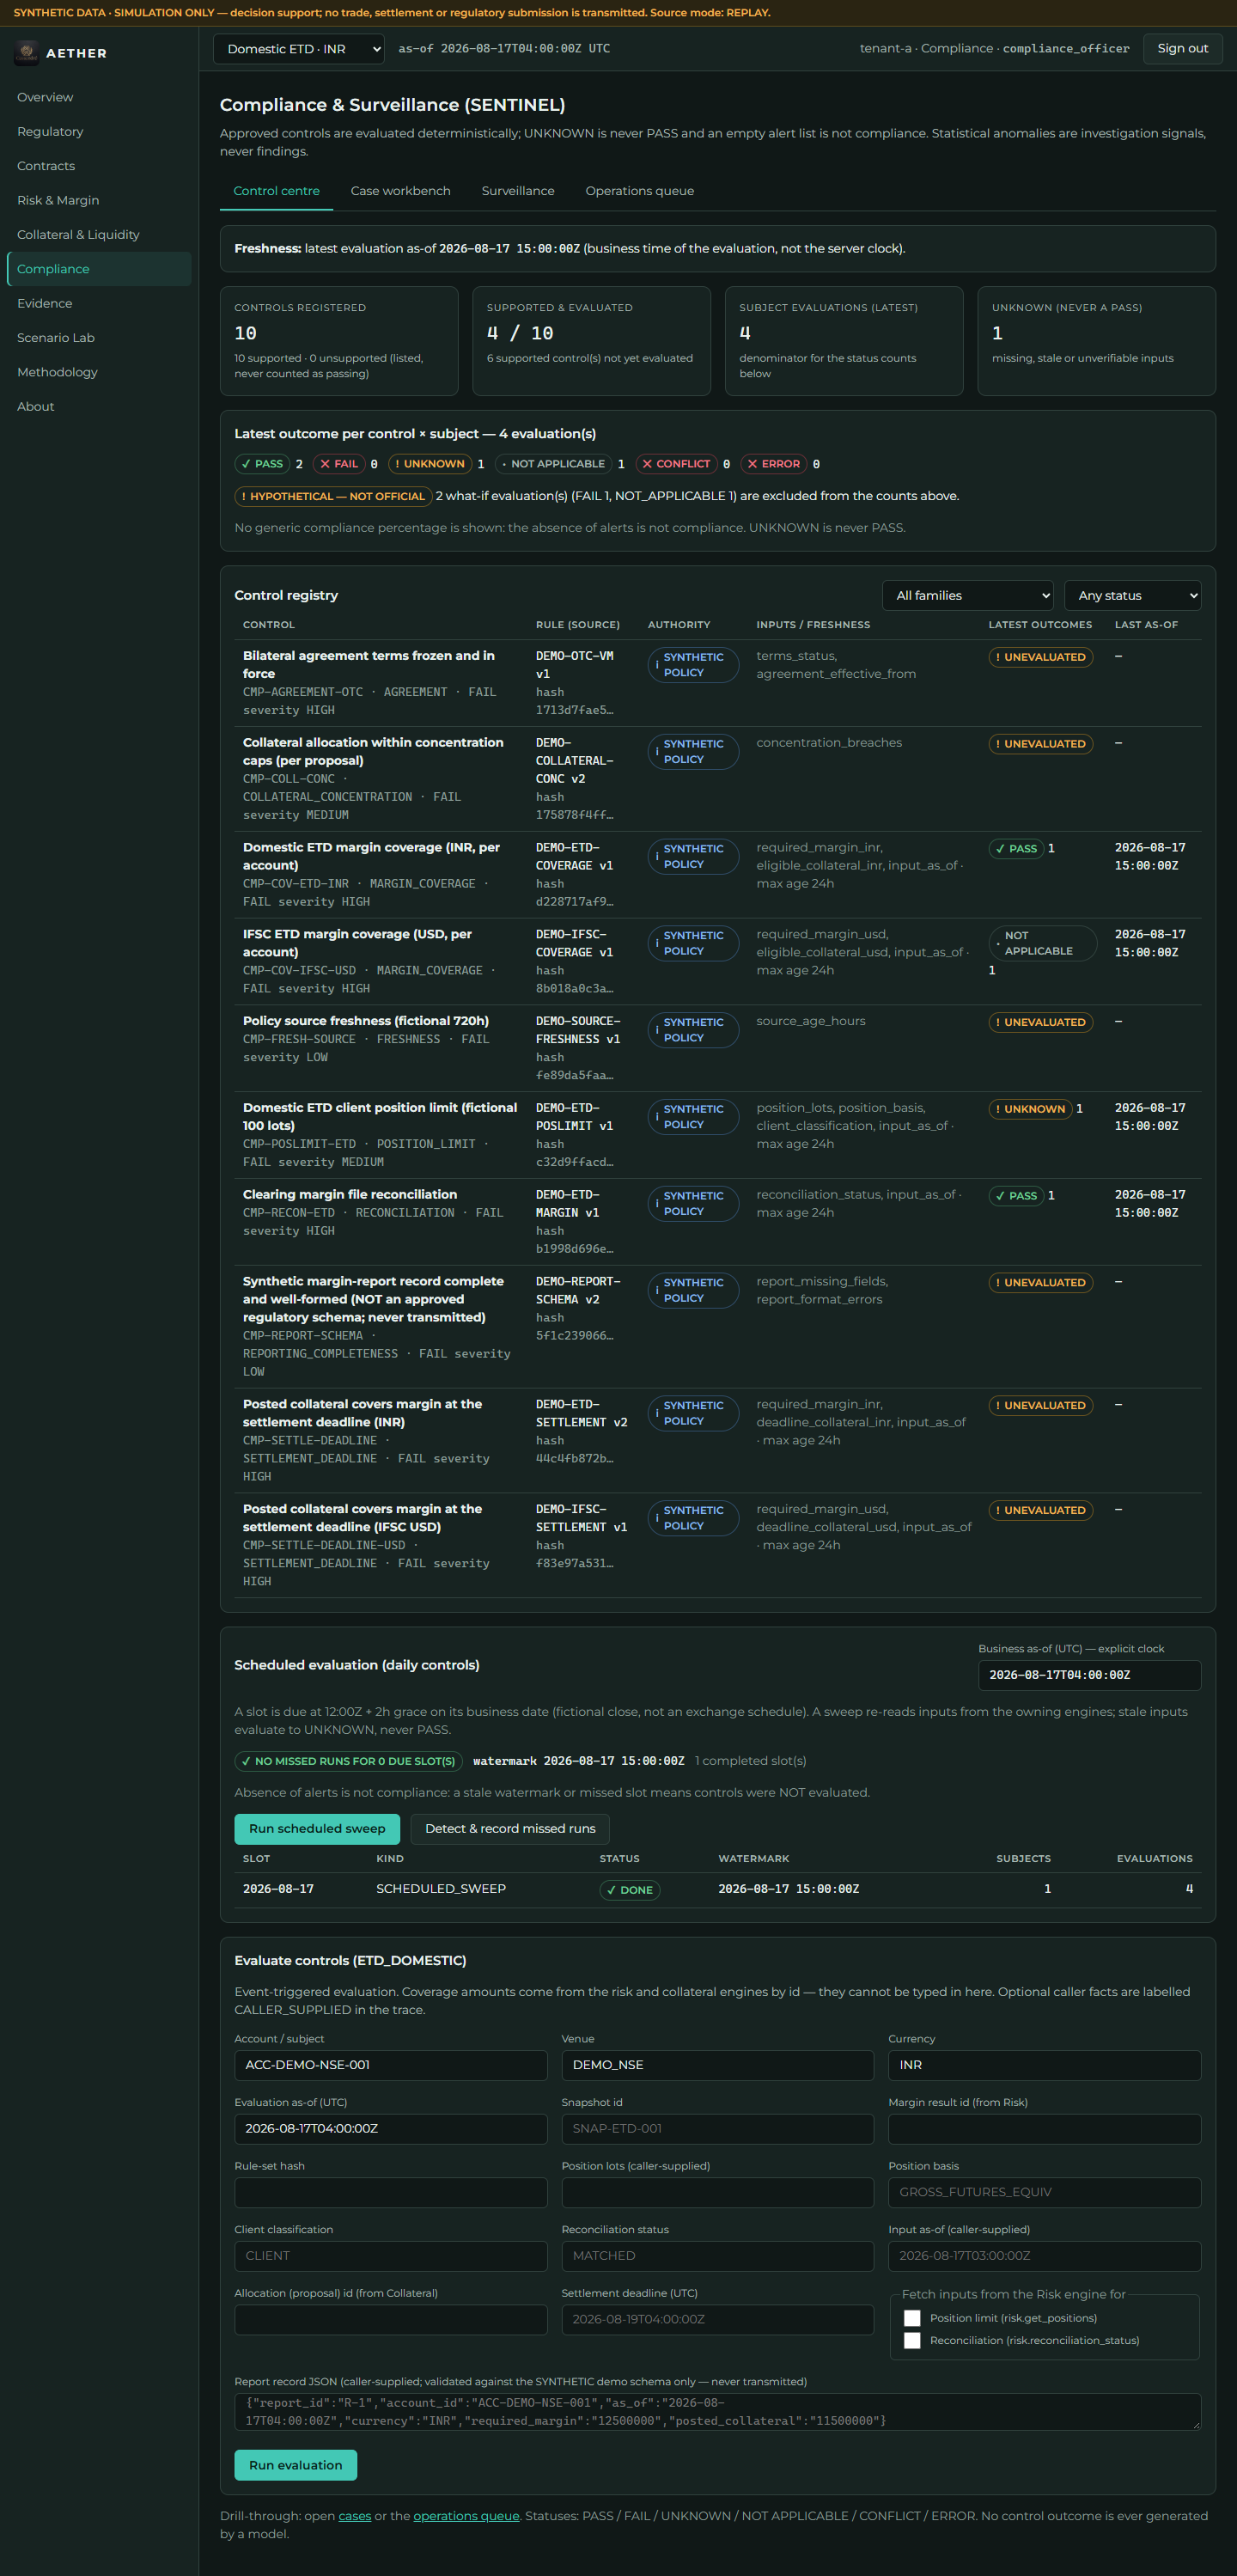 SYNTHETIC DATA · SIMULATION ONLY — decision support; no trade, settlement or regulatory submission is transmitted. Source mode: REPLAY.
AETHER
Domestic ETD · INR
as-of 2026-08-17T04:00:00Z UTC
tenant-a · Compliance · compliance_officer
Sign out
Overview
Regulatory
Contracts
Risk & Margin
Collateral & Liquidity
Compliance
Evidence
Scenario Lab
Methodology
About
Compliance & Surveillance (SENTINEL)
Approved controls are evaluated deterministically; UNKNOWN is never PASS and an empty alert list is not compliance. Statistical anomalies are investigation signals,
never findings.
Control centre
Case workbench
Surveillance
Operations queue
Freshness: latest evaluation as-of 2026-08-17 15:00:00Z (business time of the evaluation, not the server clock).
CONTROLS REGISTERED
10
10 supported · 0 unsupported (listed,
never counted as passing)
SUPPORTED & EVALUATED
4 / 10
6 supported control(s) not yet evaluated
SUBJECT EVALUATIONS (LATEST)
4
denominator for the status counts
below
UNKNOWN (NEVER A PASS)
1
missing, stale or unverifiable inputs
Latest outcome per control × subject — 4 evaluation(s)
✓ PASS 2 ✕ FAIL 0 ! UNKNOWN 1 · NOT APPLICABLE 1 ✕ CONFLICT 0 ✕ ERROR 0
! HYPOTHETICAL — NOT OFFICIAL 2 what-if evaluation(s) (FAIL 1, NOT_APPLICABLE 1) are excluded from the counts above.
No generic compliance percentage is shown: the absence of alerts is not compliance. UNKNOWN is never PASS.
Control registry
All families
Any status
CONTROL RULE (SOURCE) AUTHORITY INPUTS / FRESHNESS LATEST OUTCOMES LAST AS-OF
Bilateral agreement terms frozen and in
force
CMP-AGREEMENT-OTC · AGREEMENT · FAIL
severity HIGH
DEMO-OTC-VM
v1
hash
1713d7fae5…
i SYNTHETIC
POLICY
terms_status,
agreement_effective_from
! UNEVALUATED
—
Collateral allocation within concentration
caps (per proposal)
CMP-COLL-CONC ·
COLLATERAL_CONCENTRATION · FAIL
severity MEDIUM
DEMO-
COLLATERAL-
CONC v2
hash
175878f4ff…
i SYNTHETIC
POLICY
concentration_breaches
! UNEVALUATED
—
Domestic ETD margin coverage (INR, per
account)
CMP-COV-ETD-INR · MARGIN_COVERAGE ·
FAIL severity HIGH
DEMO-ETD-
COVERAGE v1
hash
d228717af9…
i SYNTHETIC
POLICY
required_margin_inr,
eligible_collateral_inr, input_as_of ·
max age 24h
✓ PASS 1
2026-08-17
15:00:00Z
IFSC ETD margin coverage (USD, per
account)
CMP-COV-IFSC-USD · MARGIN_COVERAGE ·
FAIL severity HIGH
DEMO-IFSC-
COVERAGE v1
hash
8b018a0c3a…
i SYNTHETIC
POLICY
required_margin_usd,
eligible_collateral_usd, input_as_of ·
max age 24h
· NOT
APPLICABLE
1
2026-08-17
15:00:00Z
Policy source freshness (fictional 720h)
CMP-FRESH-SOURCE · FRESHNESS · FAIL
severity LOW
DEMO-SOURCE-
FRESHNESS v1
hash
fe89da5faa…
i SYNTHETIC
POLICY
source_age_hours
! UNEVALUATED
—
Domestic ETD client position limit (fictional
100 lots)
CMP-POSLIMIT-ETD · POSITION_LIMIT ·
FAIL severity MEDIUM
DEMO-ETD-
POSLIMIT v1
hash
c32d9ffacd…
i SYNTHETIC
POLICY
position_lots, position_basis,
client_classification, input_as_of ·
max age 24h
! UNKNOWN 1
2026-08-17
15:00:00Z
Clearing margin file reconciliation
CMP-RECON-ETD · RECONCILIATION · FAIL
severity HIGH
DEMO-ETD-
MARGIN v1
hash
b1998d696e…
i SYNTHETIC
POLICY
reconciliation_status, input_as_of ·
max age 24h
✓ PASS 1
2026-08-17
15:00:00Z
Synthetic margin-report record complete
and well-formed (NOT an approved
regulatory schema; never transmitted)
CMP-REPORT-SCHEMA ·
REPORTING_COMPLETENESS · FAIL severity
LOW
DEMO-REPORT-
SCHEMA v2
hash
5f1c239066…
i SYNTHETIC
POLICY
report_missing_fields,
report_format_errors
! UNEVALUATED
—
Posted collateral covers margin at the
settlement deadline (INR)
CMP-SETTLE-DEADLINE ·
SETTLEMENT_DEADLINE · FAIL severity
HIGH
DEMO-ETD-
SETTLEMENT v2
hash
44c4fb872b…
i SYNTHETIC
POLICY
required_margin_inr,
deadline_collateral_inr, input_as_of
· max age 24h
! UNEVALUATED
—
Posted collateral covers margin at the
settlement deadline (IFSC USD)
CMP-SETTLE-DEADLINE-USD ·
SETTLEMENT_DEADLINE · FAIL severity
HIGH
DEMO-IFSC-
SETTLEMENT v1
hash
f83e97a531…
i SYNTHETIC
POLICY
required_margin_usd,
deadline_collateral_usd, input_as_of
· max age 24h
! UNEVALUATED
—
Scheduled evaluation (daily controls)
Business as-of (UTC) — explicit clock
2026-08-17T04:00:00Z
A slot is due at 12:00Z + 2h grace on its business date (fictional close, not an exchange schedule). A sweep re-reads inputs from the owning engines; stale inputs
evaluate to UNKNOWN, never PASS.
✓ NO MISSED RUNS FOR 0 DUE SLOT(S) watermark 2026-08-17 15:00:00Z 1 completed slot(s)
Absence of alerts is not compliance: a stale watermark or missed slot means controls were NOT evaluated.
Run scheduled sweep
Detect & record missed runs
SLOT KIND STATUS WATERMARK SUBJECTS EVALUATIONS
2026-08-17 SCHEDULED_SWEEP ✓ DONE 2026-08-17 15:00:00Z 1 4
Evaluate controls (ETD_DOMESTIC)
Event-triggered evaluation. Coverage amounts come from the risk and collateral engines by id — they cannot be typed in here. Optional caller facts are labelled
CALLER_SUPPLIED in the trace.
Account / subject
ACC-DEMO-NSE-001
Venue
DEMO_NSE
Currency
INR
Evaluation as-of (UTC)
2026-08-17T04:00:00Z
Snapshot id
SNAP-ETD-001
Margin result id (from Risk)
Rule-set hash
Position lots (caller-supplied)
Position basis
GROSS_FUTURES_EQUIV
Client classification
CLIENT
Reconciliation status
MATCHED
Input as-of (caller-supplied)
2026-08-17T03:00:00Z
Allocation (proposal) id (from Collateral)
Settlement deadline (UTC)
2026-08-19T04:00:00Z
Fetch inputs from the Risk engine for
Position limit (risk.get_positions)
Reconciliation (risk.reconciliation_status)
Report record JSON (caller-supplied; validated against the SYNTHETIC demo schema only — never transmitted)
{"report_id":"R-1","account_id":"ACC-DEMO-NSE-001","as_of":"2026-08-
17T04:00:00Z","currency":"INR","required_margin":"12500000","posted_collateral":"11500000"}
Run evaluation
Drill-through: open cases or the operations queue. Statuses: PASS / FAIL / UNKNOWN / NOT APPLICABLE / CONFLICT / ERROR. No control outcome is ever generated
by a model.